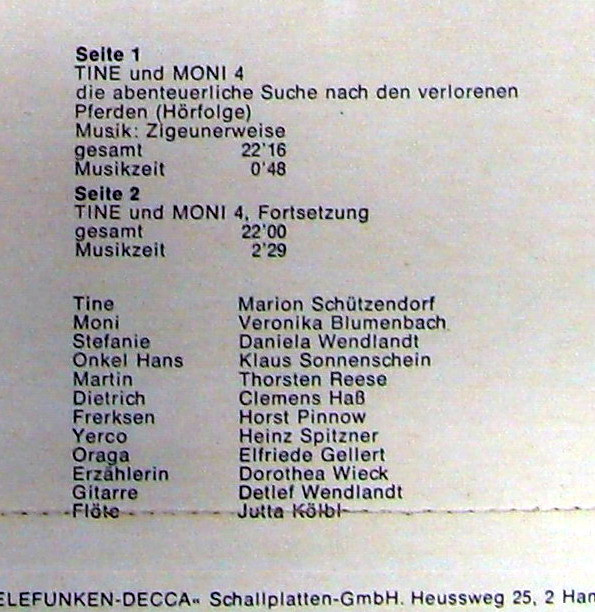 Seite 1
TINE und MONI 4
die abenteuerliche Suche nach den verlorenen
Pferden (Hörfolge)
Musik: Zigeunerweise
gesamt 22'16
Musikzeit 0'48
Seite 2
TINE und MONI 4, Fortsetzung
gesamt 22'00
Musikzeit 2'29
Tine Marion Schützendorf
Moni Veronika Blumenbach
Stefanie Daniela Wendlandt
Onkel Hans Klaus Sonnenschein
Martin Thorsten Reese
Dietrich Clemens Haß
Frerksen Horst Pinnow
Yerco Heinz Spitzner
Oraga Elfriede Gellert
Erzählerin Dorothea Wieck
Gitarre Detlef Wendlandt
Flöte Jutta Kölbl
ELEFUNKEN-DECCA« Schallplatten-GmbH. Heussweg 25, 2 Ham